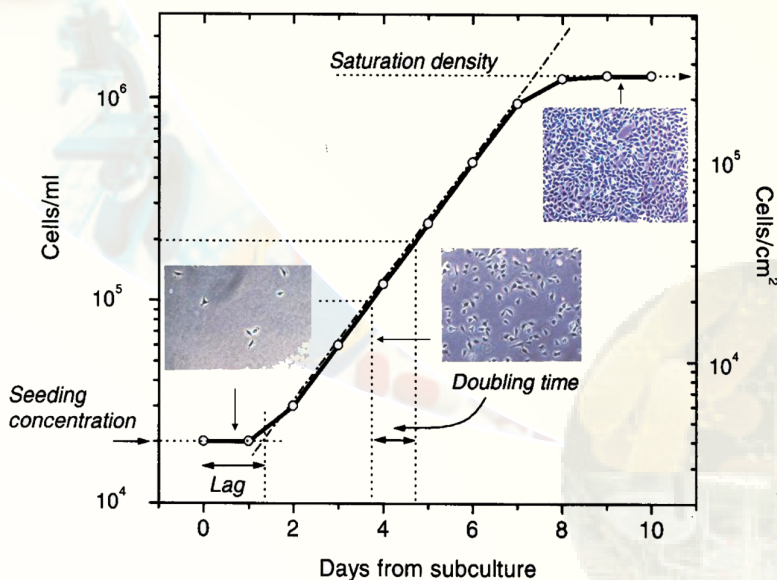 Saturation density
10⁶
10⁵
10⁴
Cells/ml
10⁵
10⁴
Cells/cm²
Doubling time
Seeding
concentration
Lag
0 2 4 6 8 10
Days from subculture